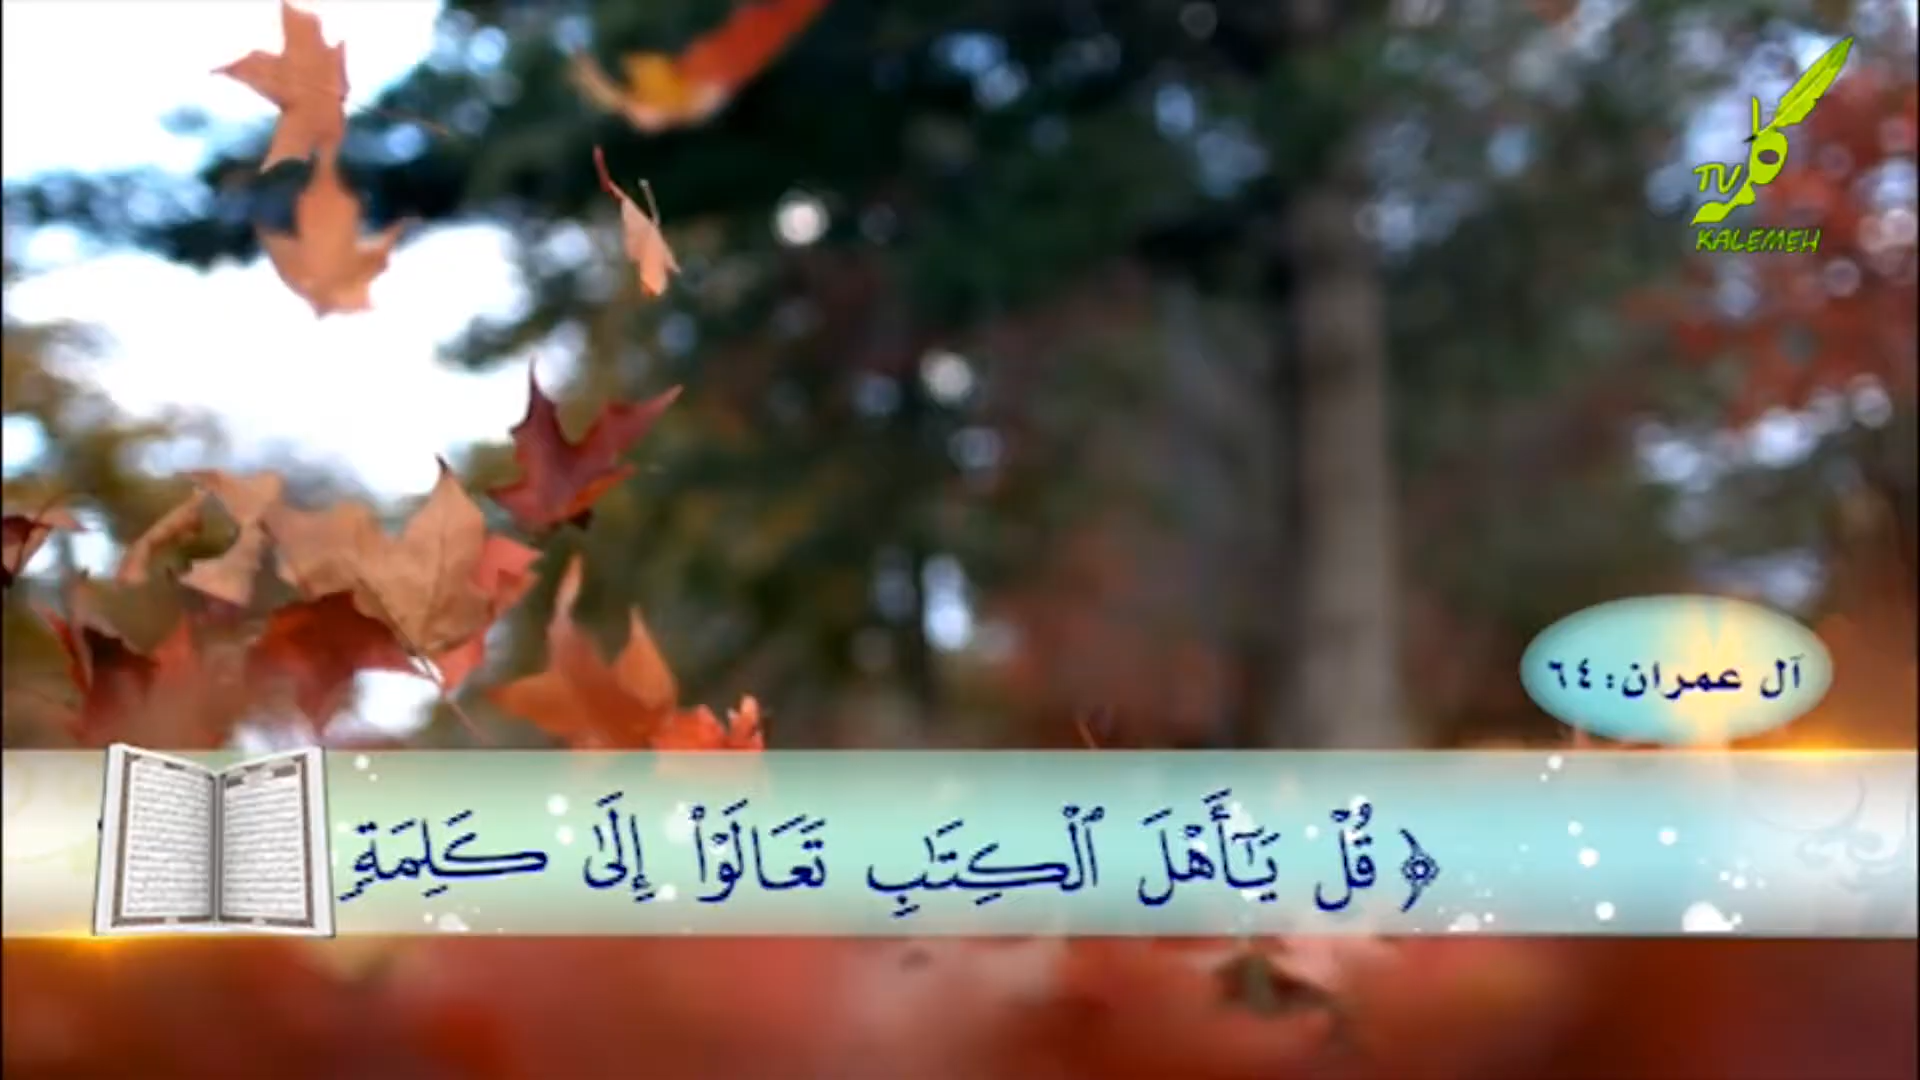 TV
KALEMEH
آل عمران: ٦٤
﴿ قُلْ يَـٰٓأَهْلَ ٱلْكِتَـٰبِ تَعَالَوْا۟ إِلَىٰ كَلِمَةٍۢ